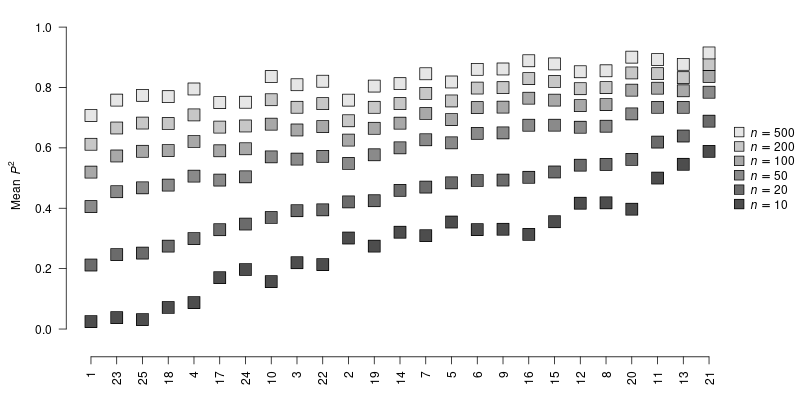 1.0
0.8
0.6
0.4
0.2
0.0
Mean P²
1 23 25 18 4 17 24 10 3 22 2 19 14 7 5 6 9 16 15 12 8 20 11 13 21
n = 500
n = 200
n = 100
n = 50
n = 20
n = 10